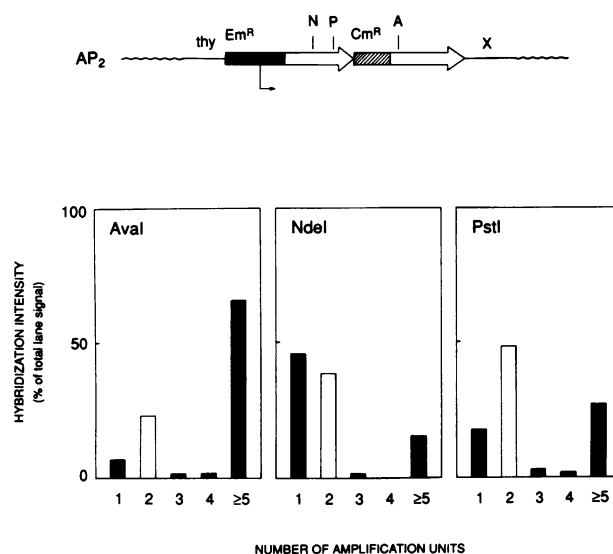 N P A
thy Emᴿ Cmᴿ X
AP₂
100
50
0
HYBRIDIZATION INTENSITY
(% of total lane signal)
AvaI NdeI PstI
1 2 3 4 ≥5 1 2 3 4 ≥5 1 2 3 4 ≥5
NUMBER OF AMPLIFICATION UNITS